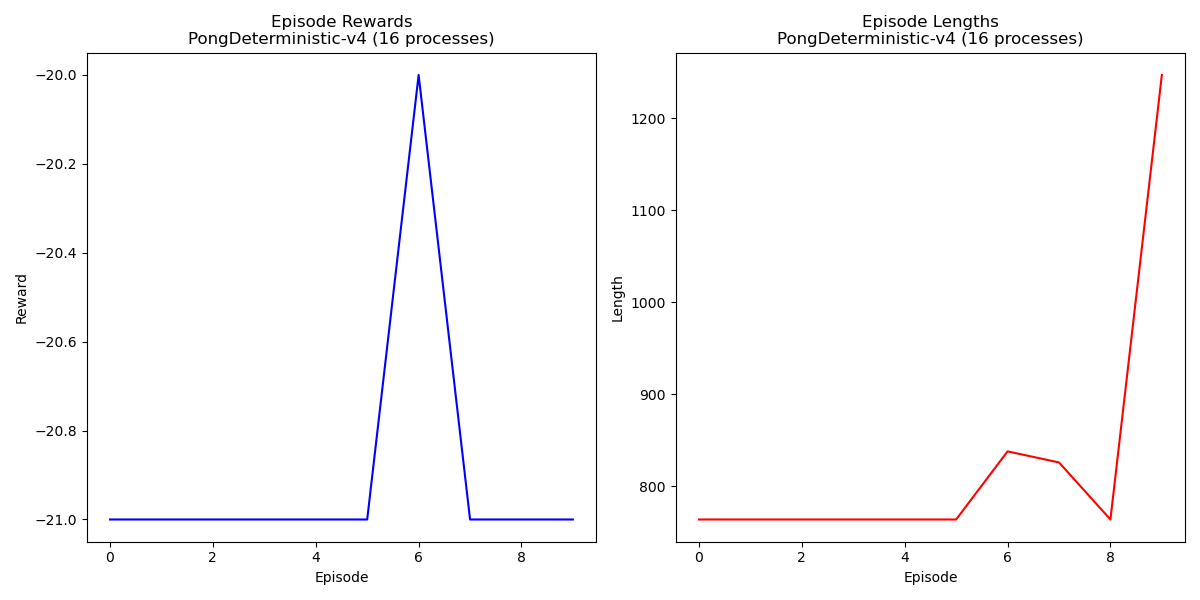 Episode Rewards
PongDeterministic-v4 (16 processes)
−20.0
−20.2
−20.4
−20.6
−20.8
−21.0
Reward
0 2 4 6 8
Episode
Episode Lengths
PongDeterministic-v4 (16 processes)
1200
1100
1000
900
800
Length
0 2 4 6 8
Episode